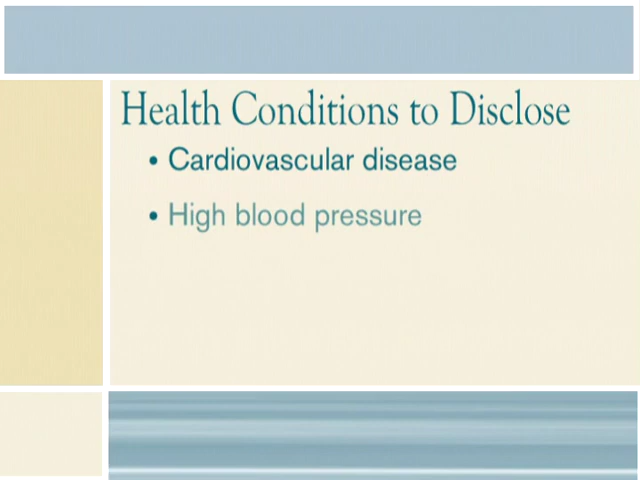 Health Conditions to Disclose
• Cardiovascular disease
• High blood pressure